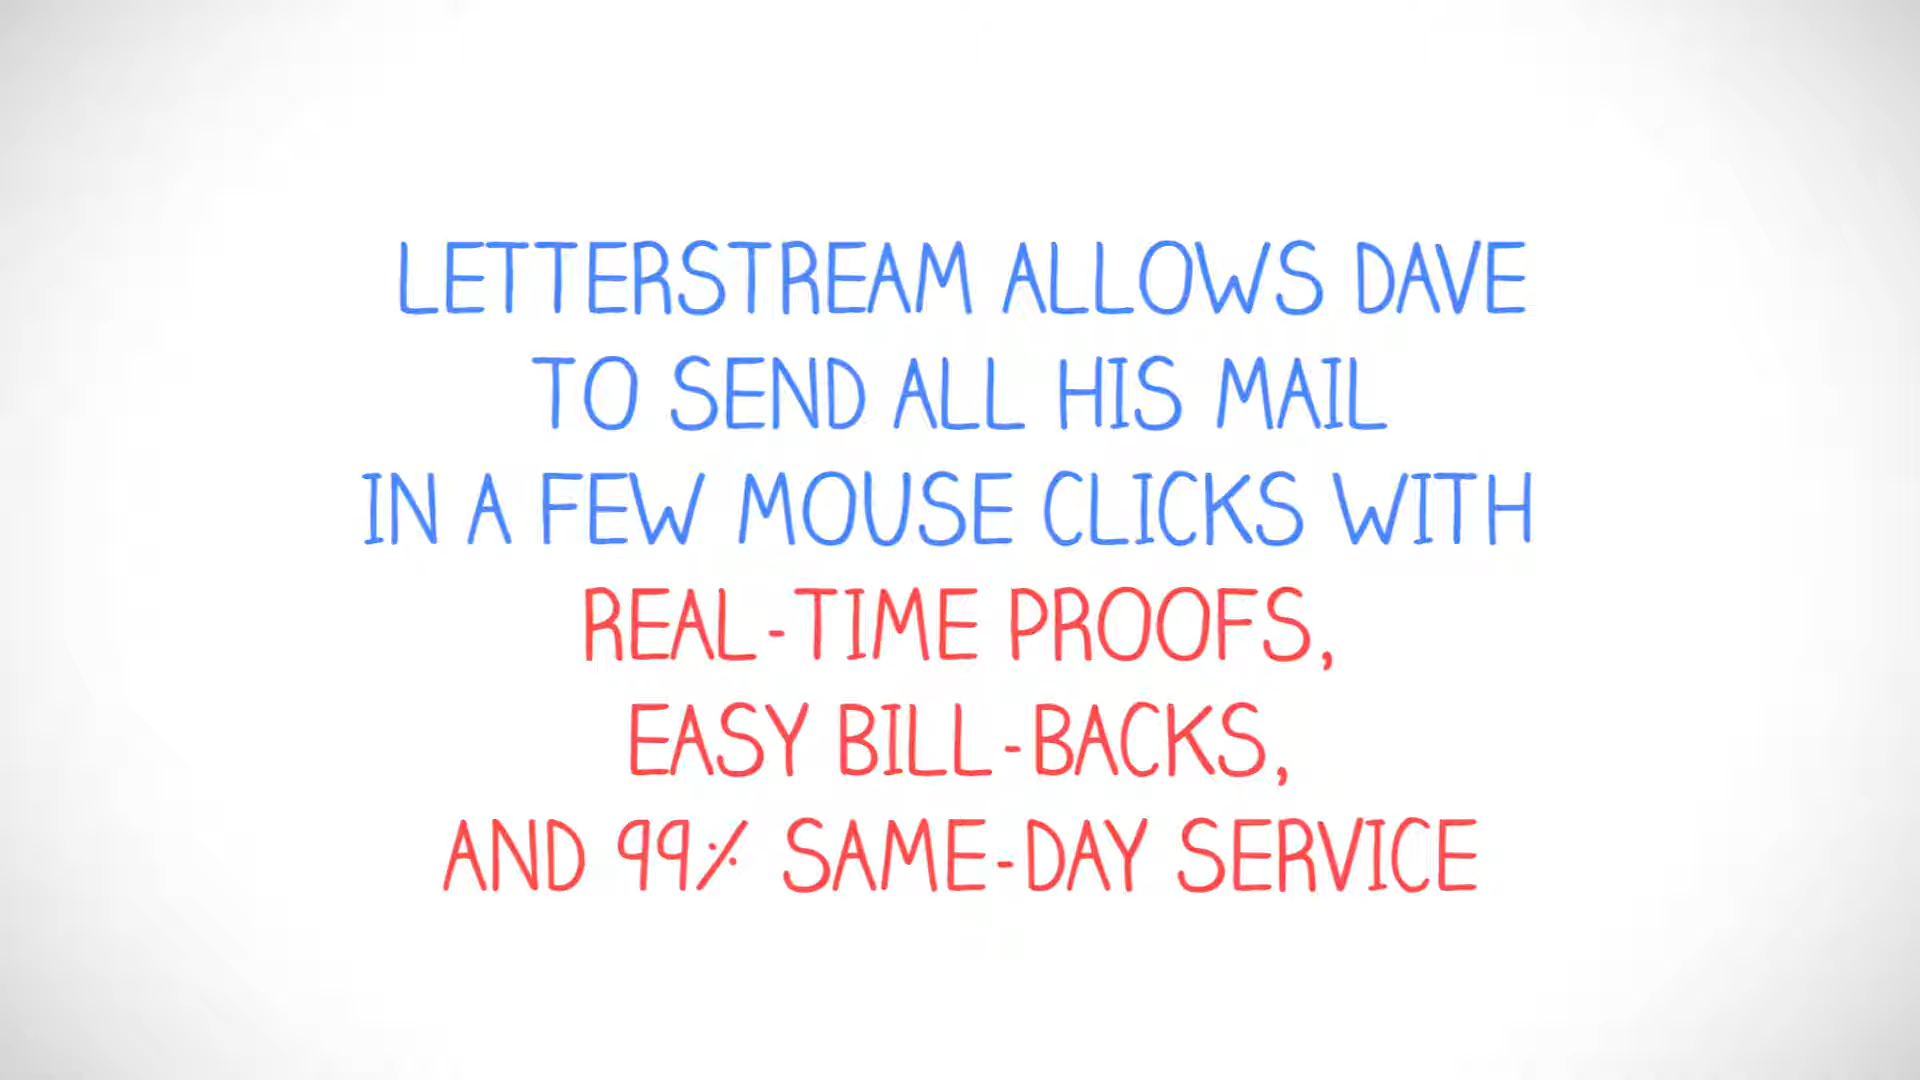 LETTERSTREAM ALLOWS DAVE
TO SEND ALL HIS MAIL
IN A FEW MOUSE CLICKS WITH
REAL-TIME PROOFS,
EASY BILL-BACKS,
AND 99% SAME-DAY SERVICE